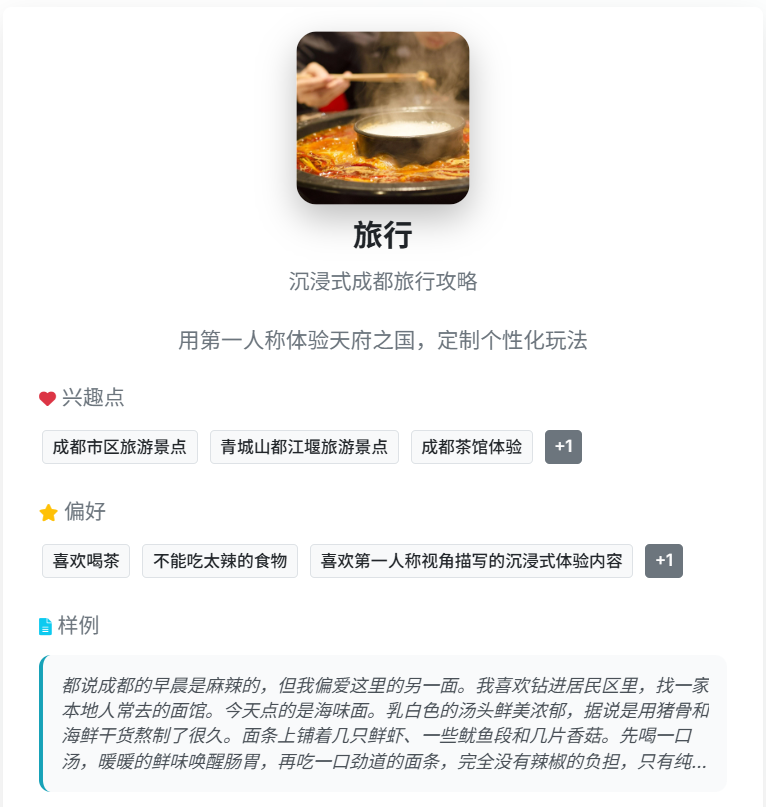 旅行
沉浸式成都旅行攻略
用第一人称体验天府之国，定制个性化玩法
兴趣点
成都市区旅游景点 青城山都江堰旅游景点 成都茶馆体验 +1
偏好
喜欢喝茶 不能吃太辣的食物 喜欢第一人称视角描写的沉浸式体验内容 +1
样例
都说成都的早晨是麻辣的，但我偏爱这里的另一面。我喜欢钻进居民区里，找一家
本地人常去的面馆。今天点的是海味面。乳白色的汤头鲜美浓郁，据说是用猪骨和
海鲜干货熬制了很久。面条上铺着几只鲜虾、一些鱿鱼段和几片香菇。先喝一口
汤，暖暖的鲜味唤醒肠胃，再吃一口劲道的面条，完全没有辣椒的负担，只有纯...